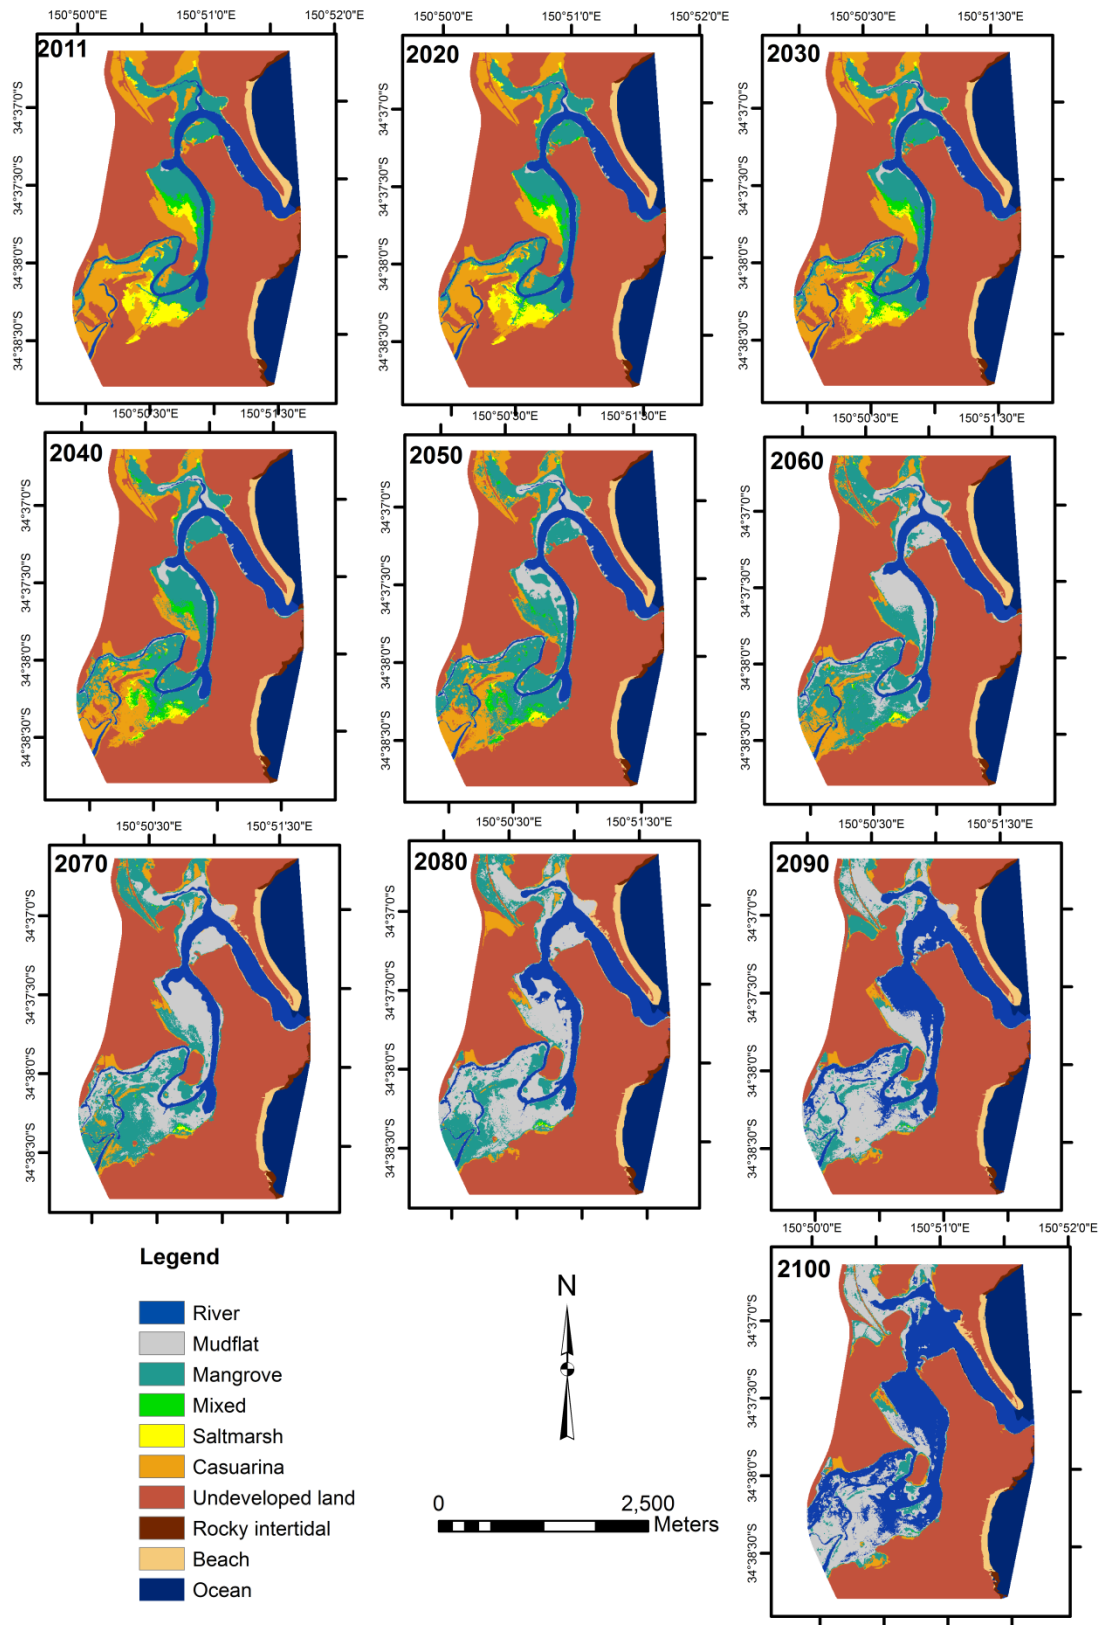 150°50'0"E 150°51'0"E 150°52'0"E
150°50'0"E 150°51'0"E 150°52'0"E
150°50'30"E 150°51'30"E
2011
34°37'0"S
34°37'30"S
34°38'0"S
34°38'30"S
2020
34°37'0"S
34°37'30"S
34°38'0"S
34°38'30"S
2030
34°37'0"S
34°37'30"S
34°38'0"S
34°38'30"S
150°50'30"E 150°51'30"E
150°50'30"E 150°51'30"E
150°50'30"E 150°51'30"E
2040
34°37'0"S
34°37'30"S
34°38'0"S
34°38'30"S
2050
34°37'0"S
34°37'30"S
34°38'0"S
34°38'30"S
2060
34°37'0"S
34°37'30"S
34°38'0"S
34°38'30"S
150°50'30"E 150°51'30"E
150°50'30"E 150°51'30"E
150°50'30"E 150°51'30"E
2070
34°37'0"S
34°37'30"S
34°38'0"S
34°38'30"S
2080
34°37'0"S
34°37'30"S
34°38'0"S
34°38'30"S
2090
34°37'0"S
34°37'30"S
34°38'0"S
34°38'30"S
150°50'0"E 150°51'0"E 150°52'0"E
2100
34°37'0"S
34°37'30"S
34°38'0"S
34°38'30"S
Legend
River
Mudflat
Mangrove
Mixed
Saltmarsh
Casuarina
Undeveloped land
Rocky intertidal
Beach
Ocean
N
0 2,500
Meters